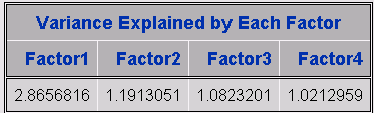 Variance Explained by Each Factor
Factor1 Factor2 Factor3 Factor4
2.8656816 1.1913051 1.0823201 1.0212959